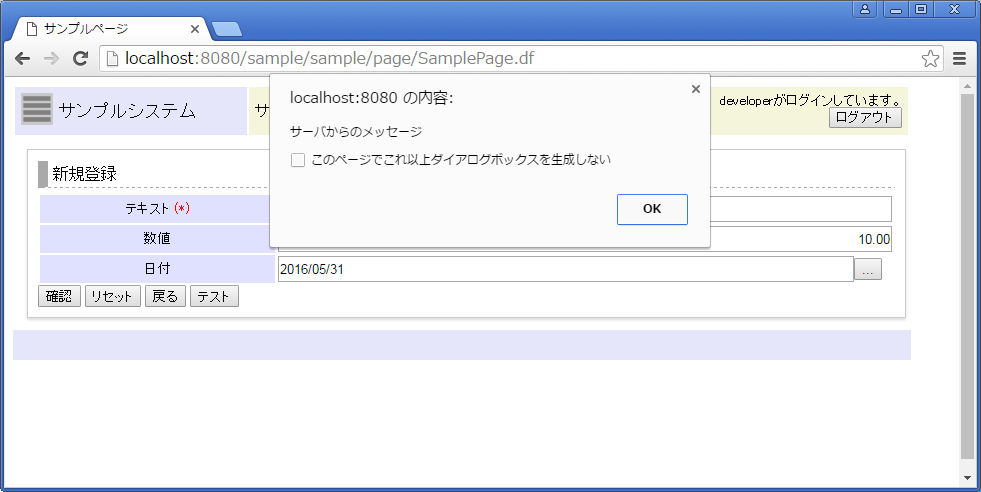 サンプルページ
localhost:8080/sample/sample/page/SamplePage.df
サンプルシステム
サ
developerがログインしています。
ログアウト
localhost:8080 の内容:
サーバからのメッセージ
このページでこれ以上ダイアログボックスを生成しない
OK
新規登録
テキスト (*)
数値
10.00
日付
2016/05/31
...
確認 リセット 戻る テスト